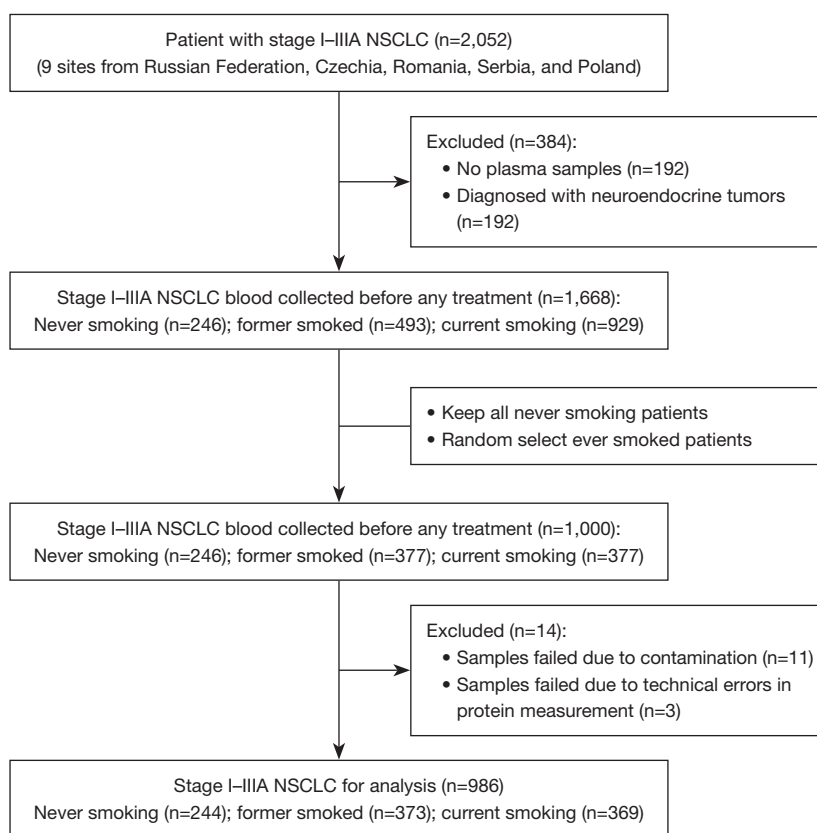 Patient with stage I–IIIA NSCLC (n=2,052)
(9 sites from Russian Federation, Czechia, Romania, Serbia, and Poland)
Excluded (n=384):
• No plasma samples (n=192)
• Diagnosed with neuroendocrine tumors
(n=192)
Stage I–IIIA NSCLC blood collected before any treatment (n=1,668):
Never smoking (n=246); former smoked (n=493); current smoking (n=929)
• Keep all never smoking patients
• Random select ever smoked patients
Stage I–IIIA NSCLC blood collected before any treatment (n=1,000):
Never smoking (n=246); former smoked (n=377); current smoking (n=377)
Excluded (n=14):
• Samples failed due to contamination (n=11)
• Samples failed due to technical errors in
protein measurement (n=3)
Stage I–IIIA NSCLC for analysis (n=986)
Never smoking (n=244); former smoked (n=373); current smoking (n=369)